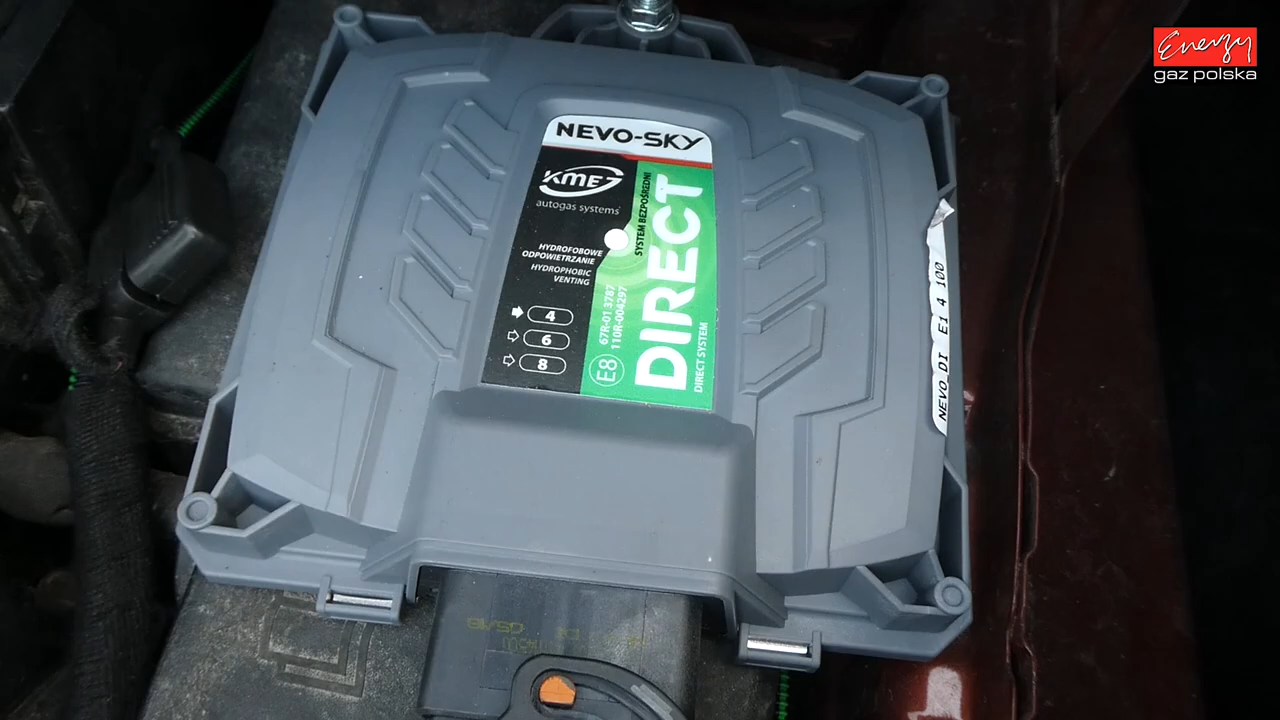 Energy
gaz polska
NEVO-SKY
KME
autogas systems
HYDROFOBOWE
ODPOWIETRZANIE
HYDROPHOBIC
VENTING
4
6
8
SYSTEM BEZPOŚREDNI
DIRECT
DIRECT SYSTEM
67R-01 3787
110R-004297
E8
NEVO DI E1 4 100